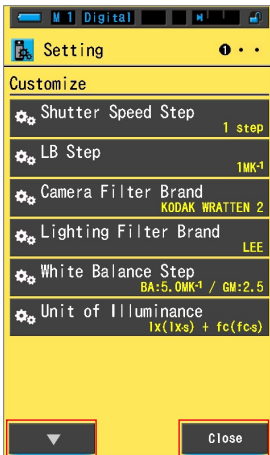 M 1 Digital M
Setting
Customize
Shutter Speed Step
1 step
LB Step
1MK-1
Camera Filter Brand
KODAK WRATTEN 2
Lighting Filter Brand
LEE
White Balance Step
BA:5.0MK-1 / GM:2.5
Unit of Illuminance
lx(lx·s) + fc(fc·s)
Close